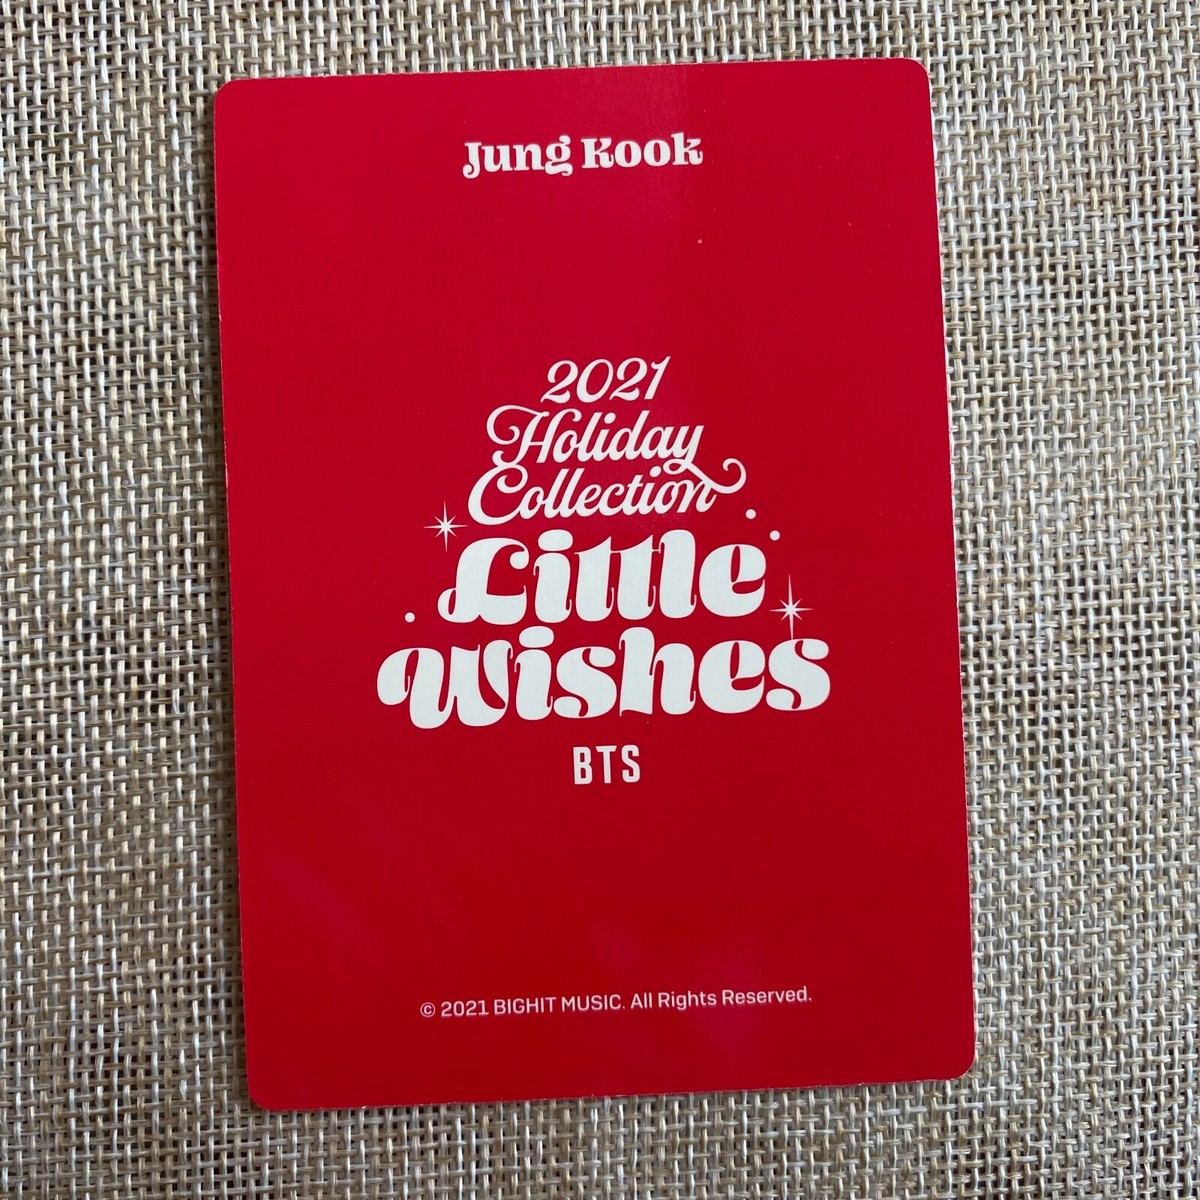 Jung Kook
2021
Holiday
Collection
Little
Wishes
BTS
© 2021 BIGHIT MUSIC. All Rights Reserved.